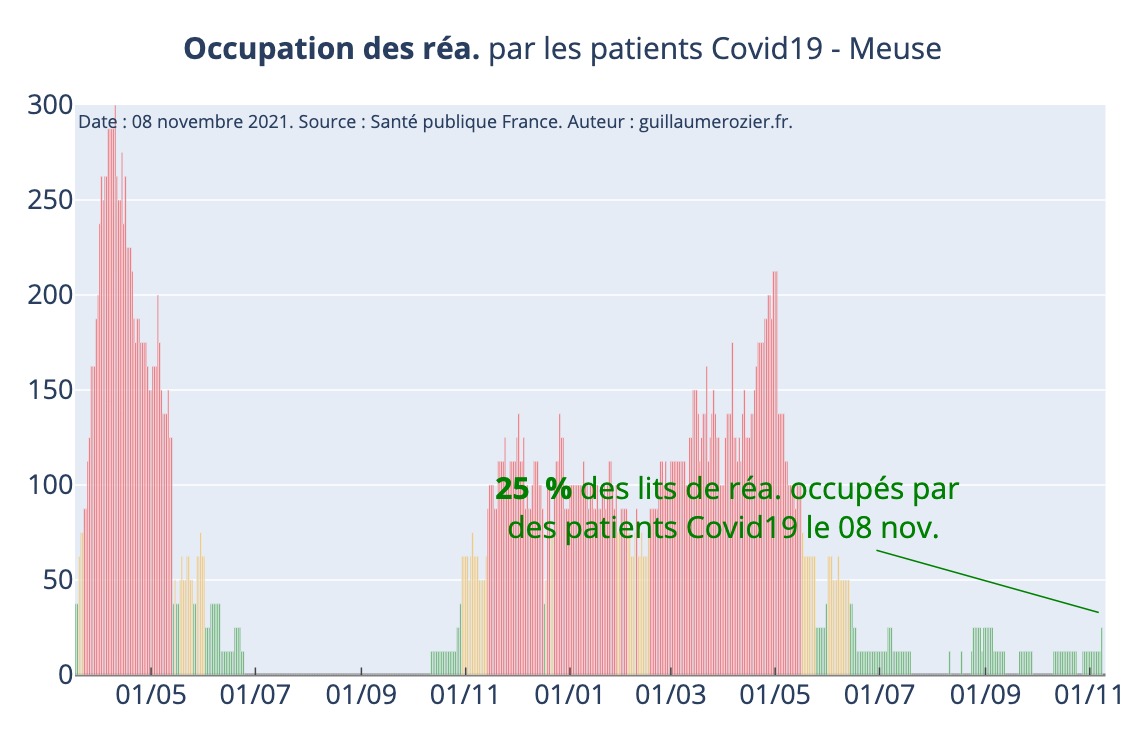 Occupation des réa. par les patients Covid19 - Meuse
300
Date : 08 novembre 2021. Source : Santé publique France. Auteur : guillaumerozier.fr.
250
200
150
100
25 % des lits de réa. occupés par
des patients Covid19 le 08 nov.
50
0
01/05 01/07 01/09 01/11 01/01 01/03 01/05 01/07 01/09 01/11